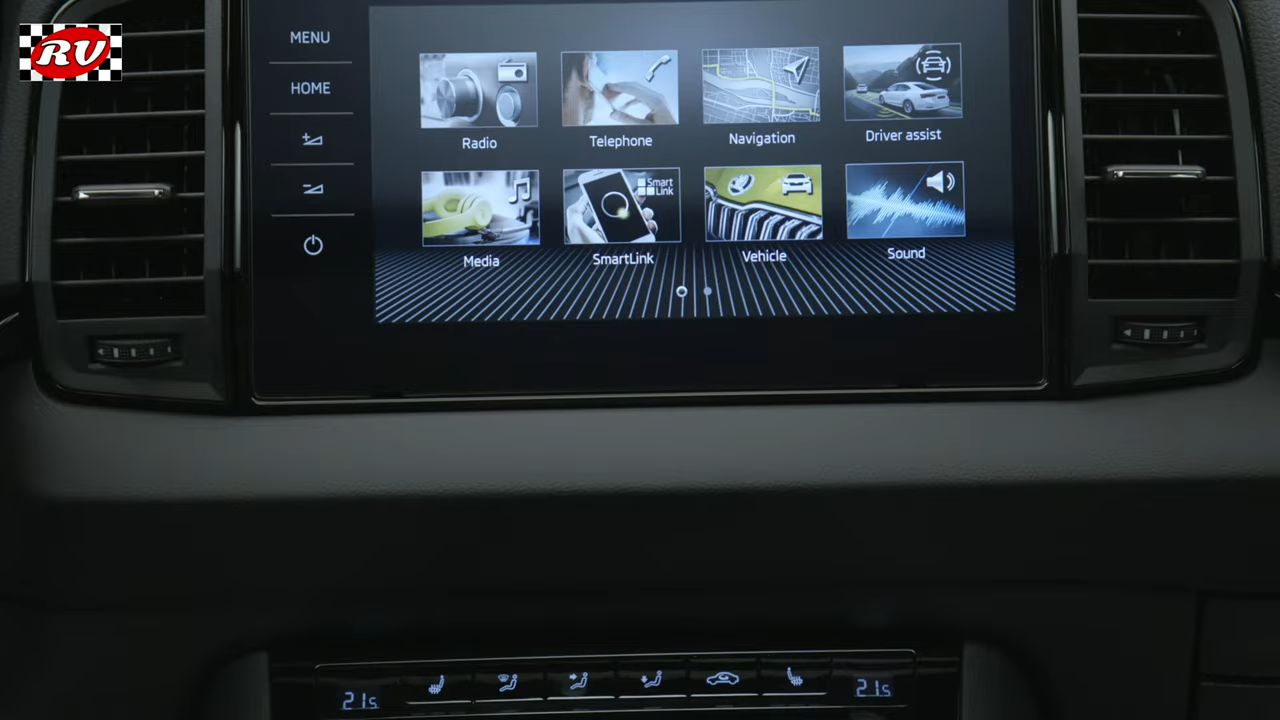 RV
MENU
HOME
Radio
Telephone
Navigation
Driver assist
Smart
Link
Media
SmartLink
Vehicle
Sound
21.5
21.5